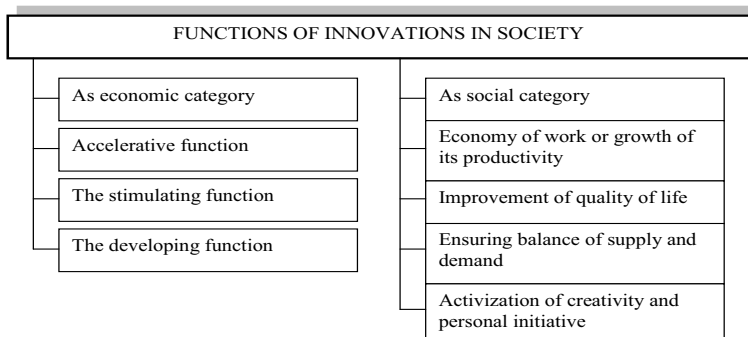 FUNCTIONS OF INNOVATIONS IN SOCIETY
As economic category
Accelerative function
The stimulating function
The developing function
As social category
Economy of work or growth of
its productivity
Improvement of quality of life
Ensuring balance of supply and
demand
Activization of creativity and
personal initiative